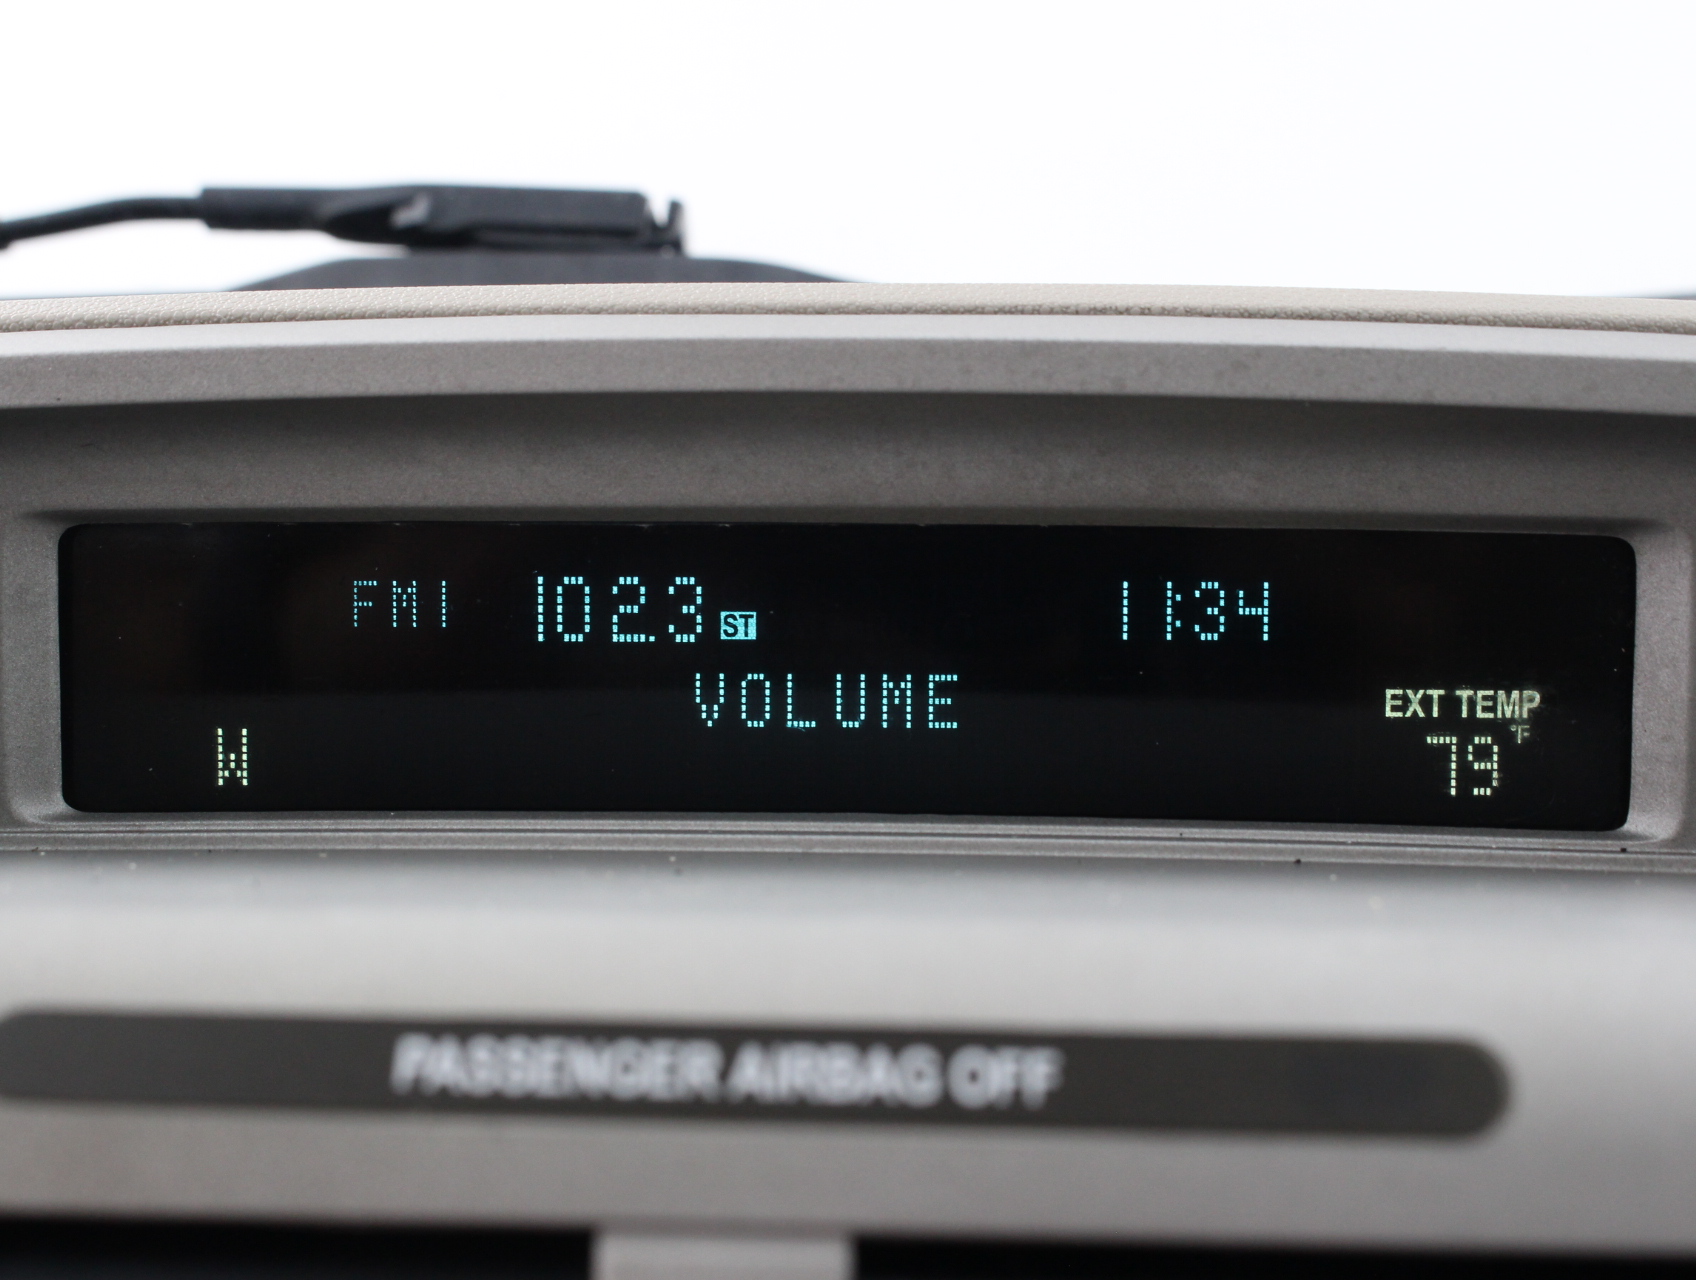 FM1 102.3 ST 11:34
VOLUME
EXT TEMP
W 79 °F
PASSENGER AIRBAG OFF